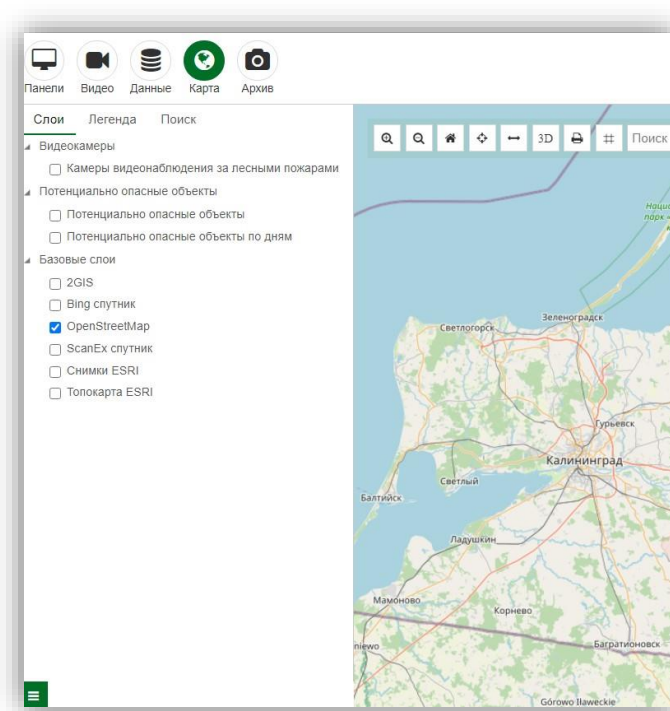 Панели Видео Данные Карта Архив
Слои Легенда Поиск
Видеокамеры
Камеры видеонаблюдения за лесными пожарами
Потенциально опасные объекты
Потенциально опасные объекты
Потенциально опасные объекты по дням
Базовые слои
2GIS
Bing спутник
OpenStreetMap
ScanEx спутник
Снимки ESRI
Топокарта ESRI
3D Поиск
Зеленоградск
Светлогорск
Гурьевск
Калининград
Светлый
Балтийск
Ладушкин
Мамоново
Корнево
niewo
Багратионовск
Górowo Iławeckie